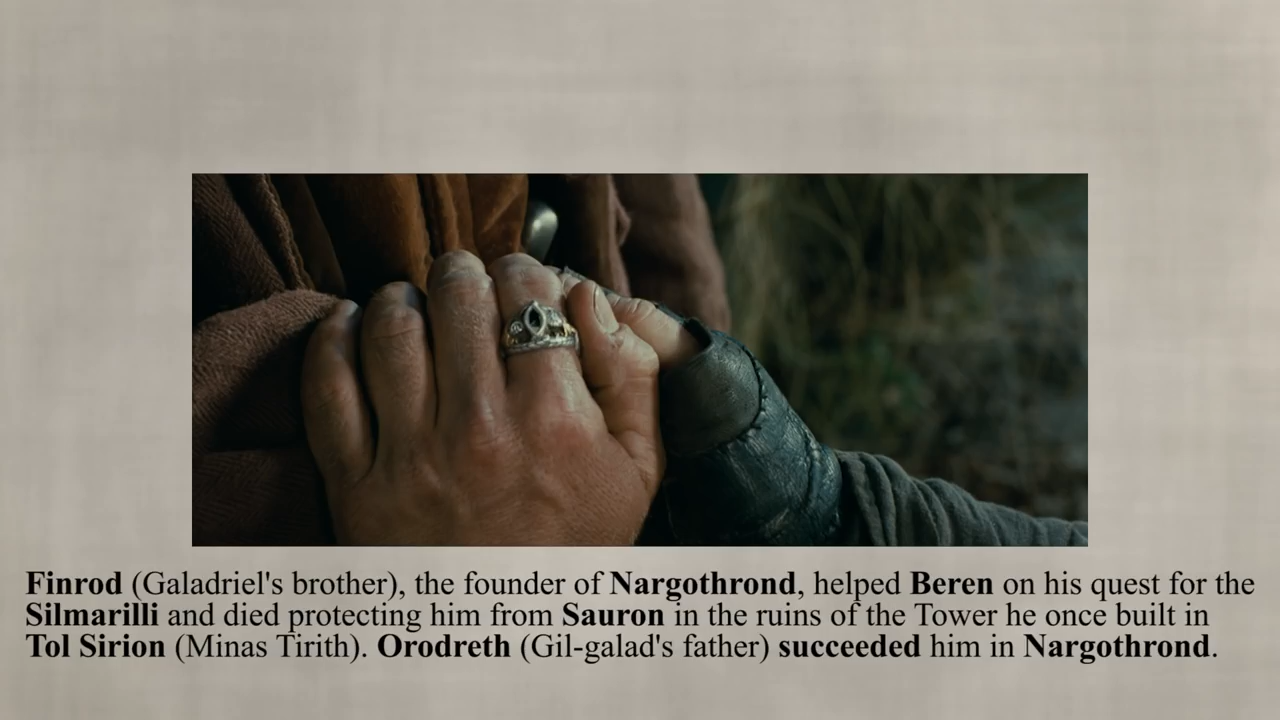 Finrod (Galadriel's brother), the founder of Nargothrond, helped Beren on his quest for the
Silmarilli and died protecting him from Sauron in the ruins of the Tower he once built in
Tol Sirion (Minas Tirith). Orodreth (Gil-galad's father) succeeded him in Nargothrond.